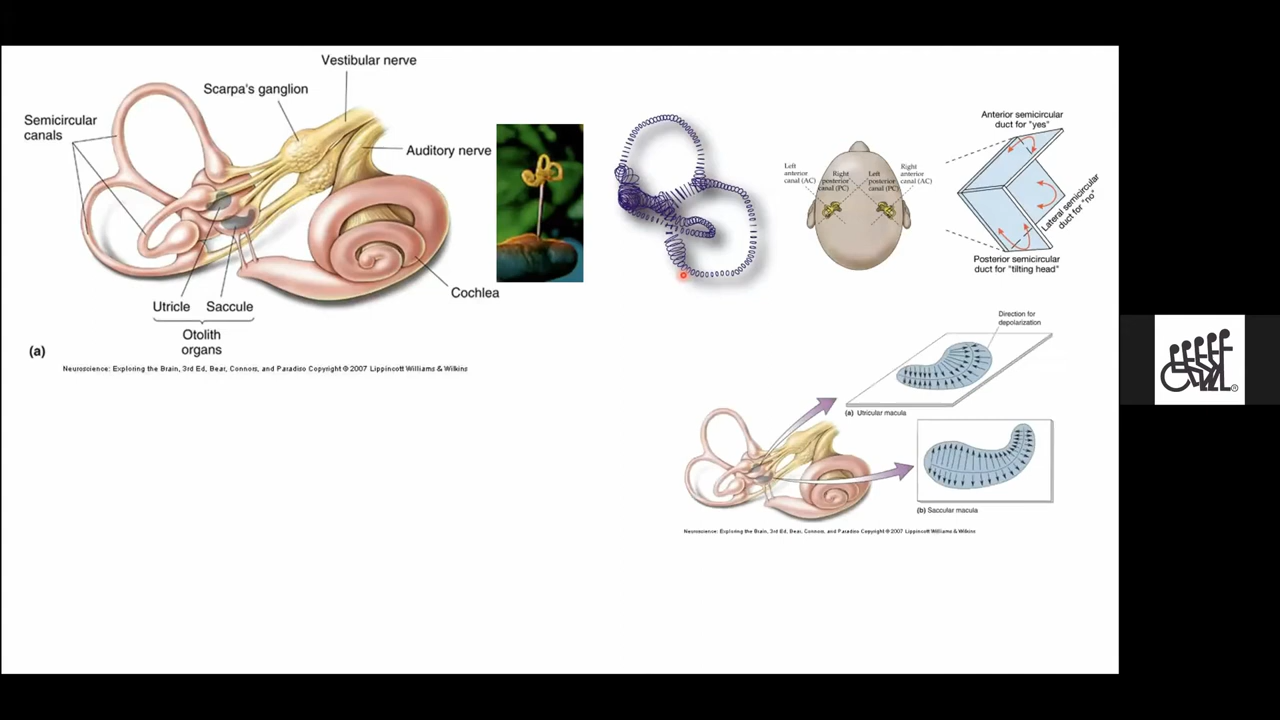 Vestibular nerve
Scarpa's ganglion
Semicircular
canals
Auditory nerve
Utricle
Saccule
Cochlea
Otolith
organs
(a)
Neuroscience: Exploring the Brain, 3rd Ed, Bear, Connors, and Paradiso Copyright © 2007 Lippincott Williams & Wilkins
Left
anterior
canal (AC)
Right
posterior
canal (PC)
Left
posterior
canal (PC)
Right
anterior
canal (AC)
Anterior semicircular
duct for "yes"
Lateral semicircular
duct for "no"
Posterior semicircular
duct for "tilting head"
Direction for
depolarization
(a) Utricular macula
(b) Saccular macula
Neuroscience: Exploring the Brain, 3rd Ed, Bear, Connors, and Paradiso Copyright © 2007 Lippincott Williams & Wilkins
®